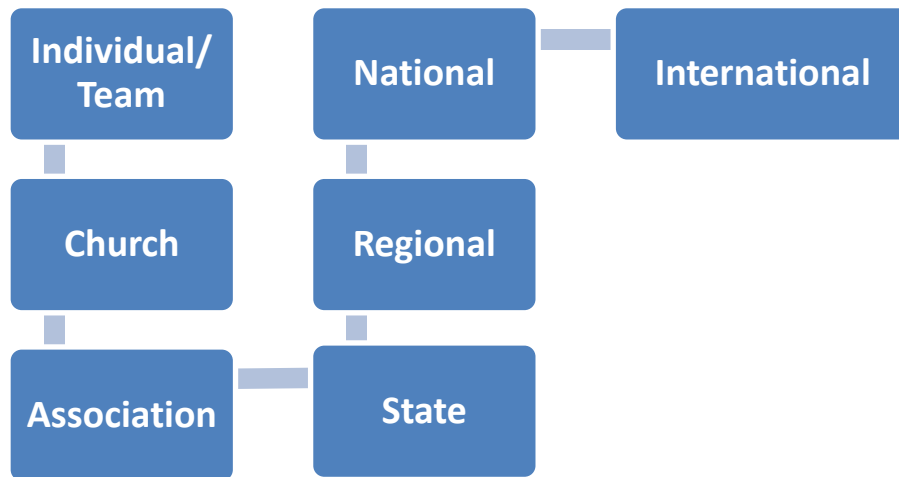 Individual/
Team
Church
Association
State
Regional
National
International